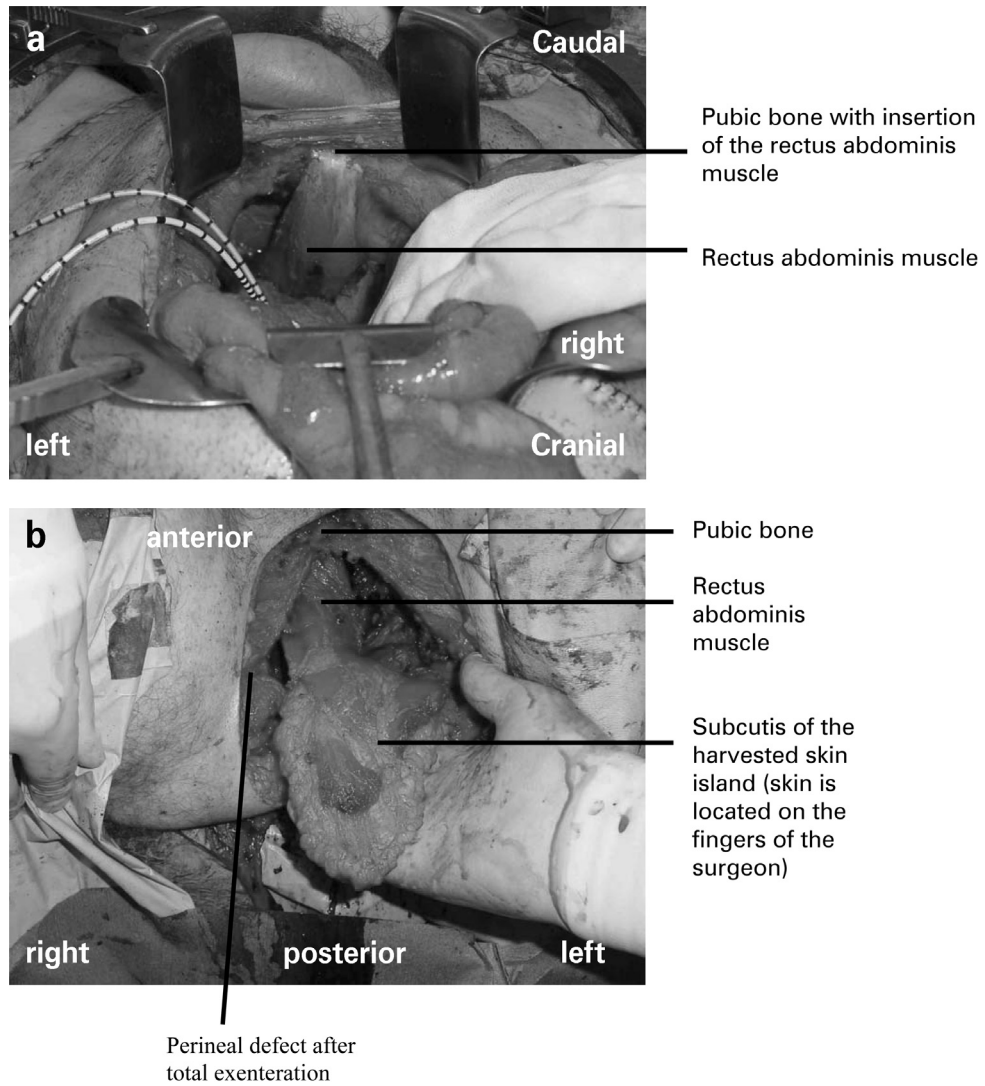 a
Caudal
Pubic bone with insertion
of the rectus abdominis
muscle
Rectus abdominis muscle
right
left
Cranial
b
anterior
Pubic bone
Rectus
abdominis
muscle
Subcutis of the
harvested skin
island (skin is
located on the
fingers of the
surgeon)
right
posterior
left
Perineal defect after
total exenteration